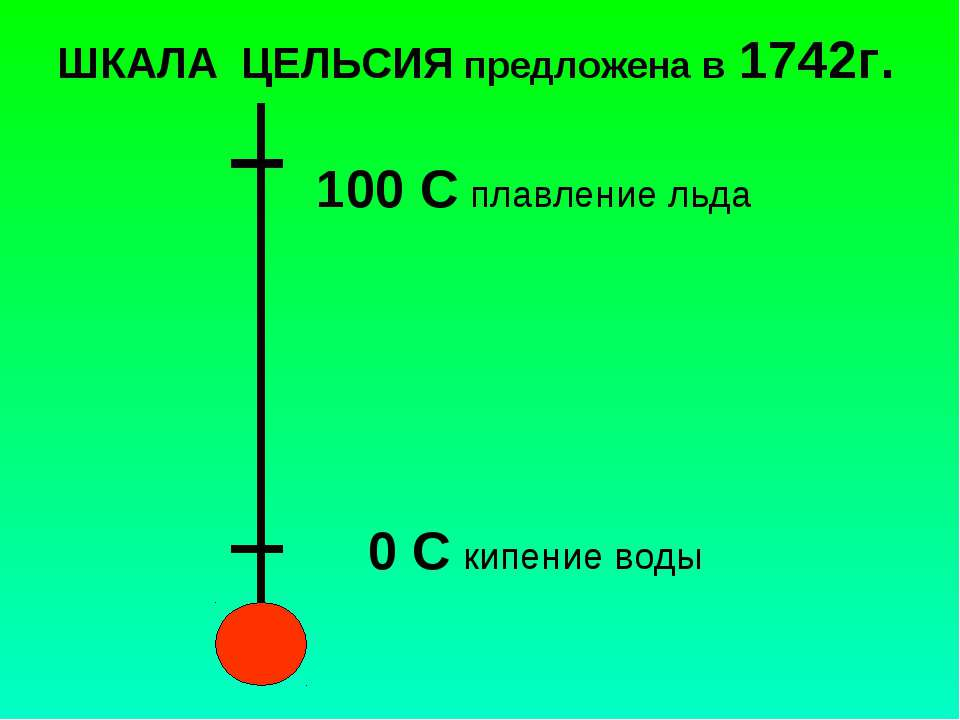 ШКАЛА ЦЕЛЬСИЯ предложена в 1742г.
100 С плавление льда
0 С кипение воды